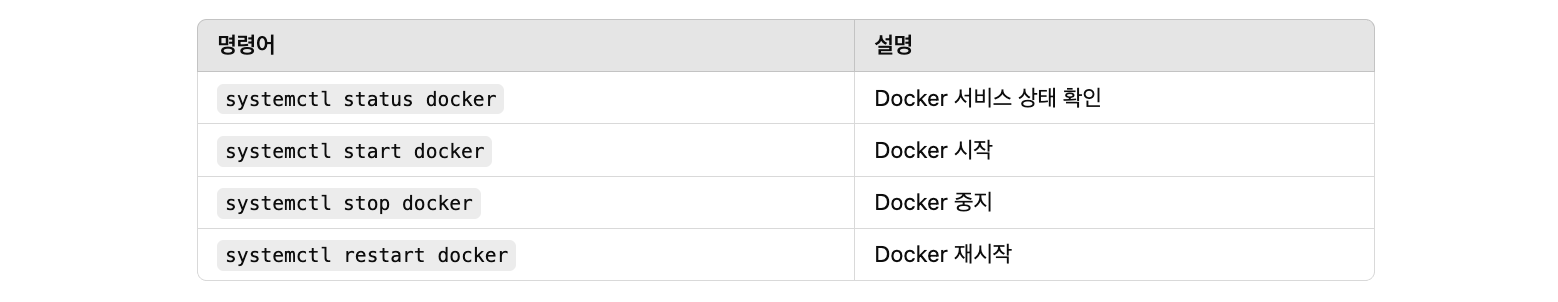 명령어 설명
systemctl status docker Docker 서비스 상태 확인
systemctl start docker Docker 시작
systemctl stop docker Docker 중지
systemctl restart docker Docker 재시작